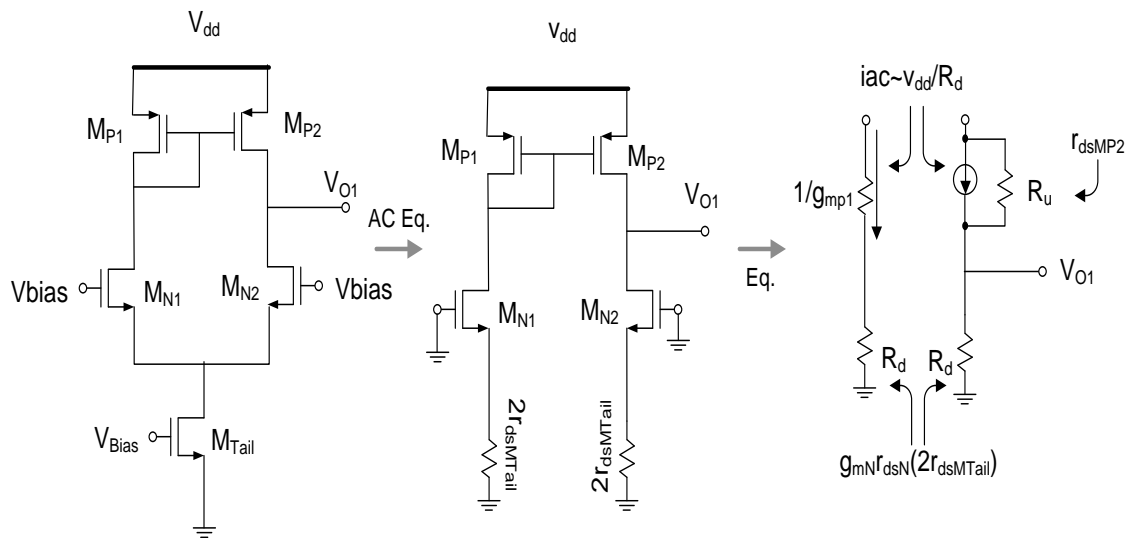 Vdd
MP1
MP2
VO1
Vbias
MN1
MN2
Vbias
VBias
MTail
AC Eq.
vdd
MP1
MP2
VO1
MN1
MN2
2rdsMTail
2rdsMTail
Eq.
iac~vdd/Rd
rdsMP2
1/gmp1
Ru
VO1
Rd
Rd
gmNrdsN(2rdsMTail)